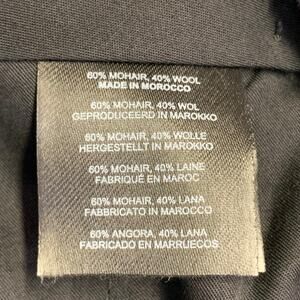 60% MOHAIR, 40% WOOL
MADE IN MOROCCO
60% MOHAIR, 40% WOL
GEPRODUCEERD IN MAROKKO
60% MOHAIR, 40% WOLLE
HERGESTELLT IN MAROKKO
60% MOHAIR, 40% LAINE
FABRIQUÉ EN MAROC
60% MOHAIR, 40% LANA
FABBRICATO IN MAROCCO
60% ANGORA, 40% LANA
FABRICADO EN MARRUECOS